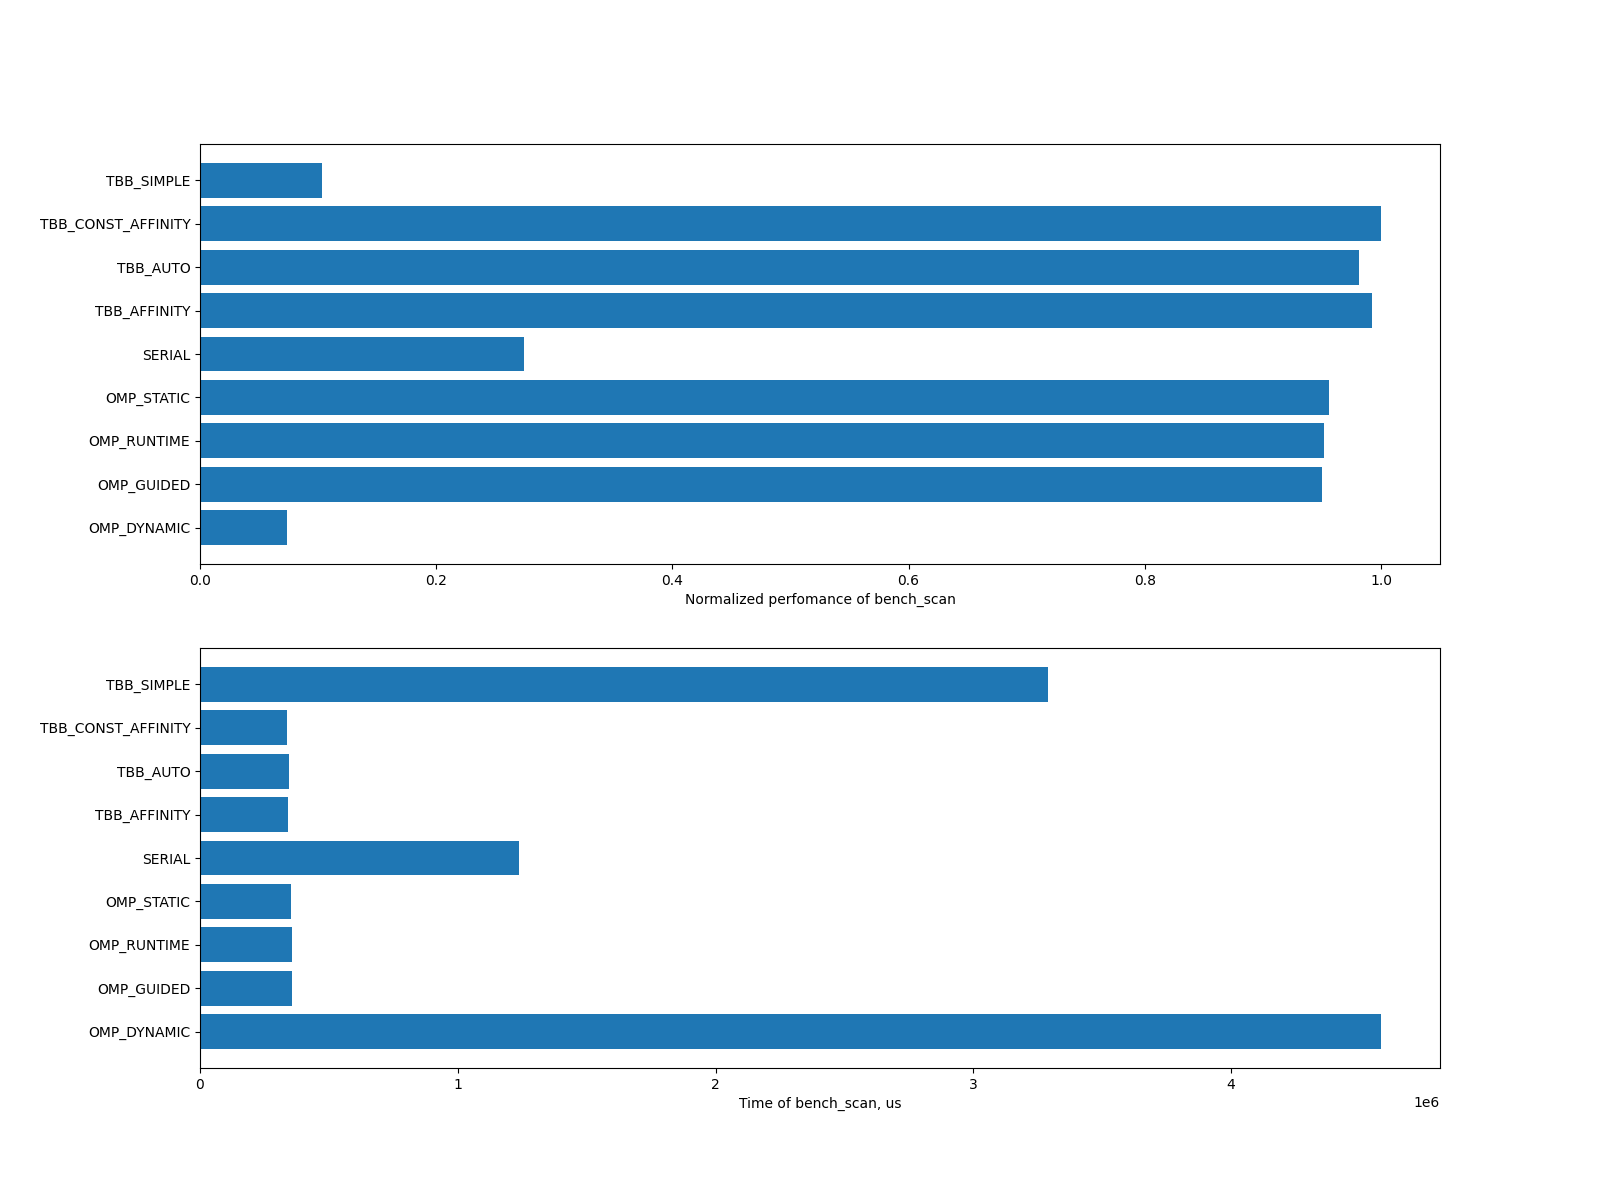 TBB_SIMPLE
TBB_CONST_AFFINITY
TBB_AUTO
TBB_AFFINITY
SERIAL
OMP_STATIC
OMP_RUNTIME
OMP_GUIDED
OMP_DYNAMIC
0.0 0.2 0.4 0.6 0.8 1.0
Normalized perfomance of bench_scan
TBB_SIMPLE
TBB_CONST_AFFINITY
TBB_AUTO
TBB_AFFINITY
SERIAL
OMP_STATIC
OMP_RUNTIME
OMP_GUIDED
OMP_DYNAMIC
0 1 2 3 4
Time of bench_scan, us
1e6